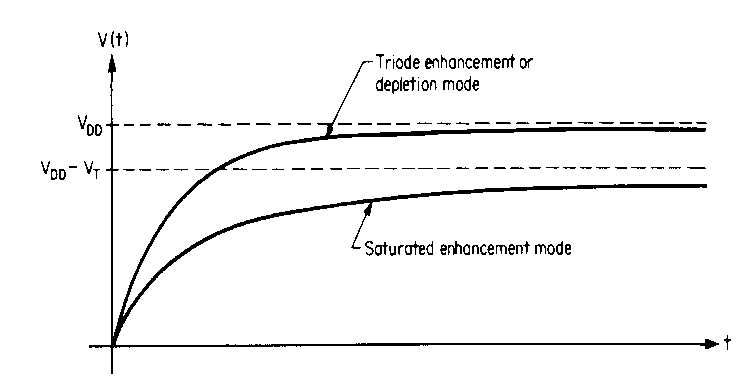 V(t)
Triode enhancement or
depletion mode
V_DD
V_DD – V_T
Saturated enhancement mode
t